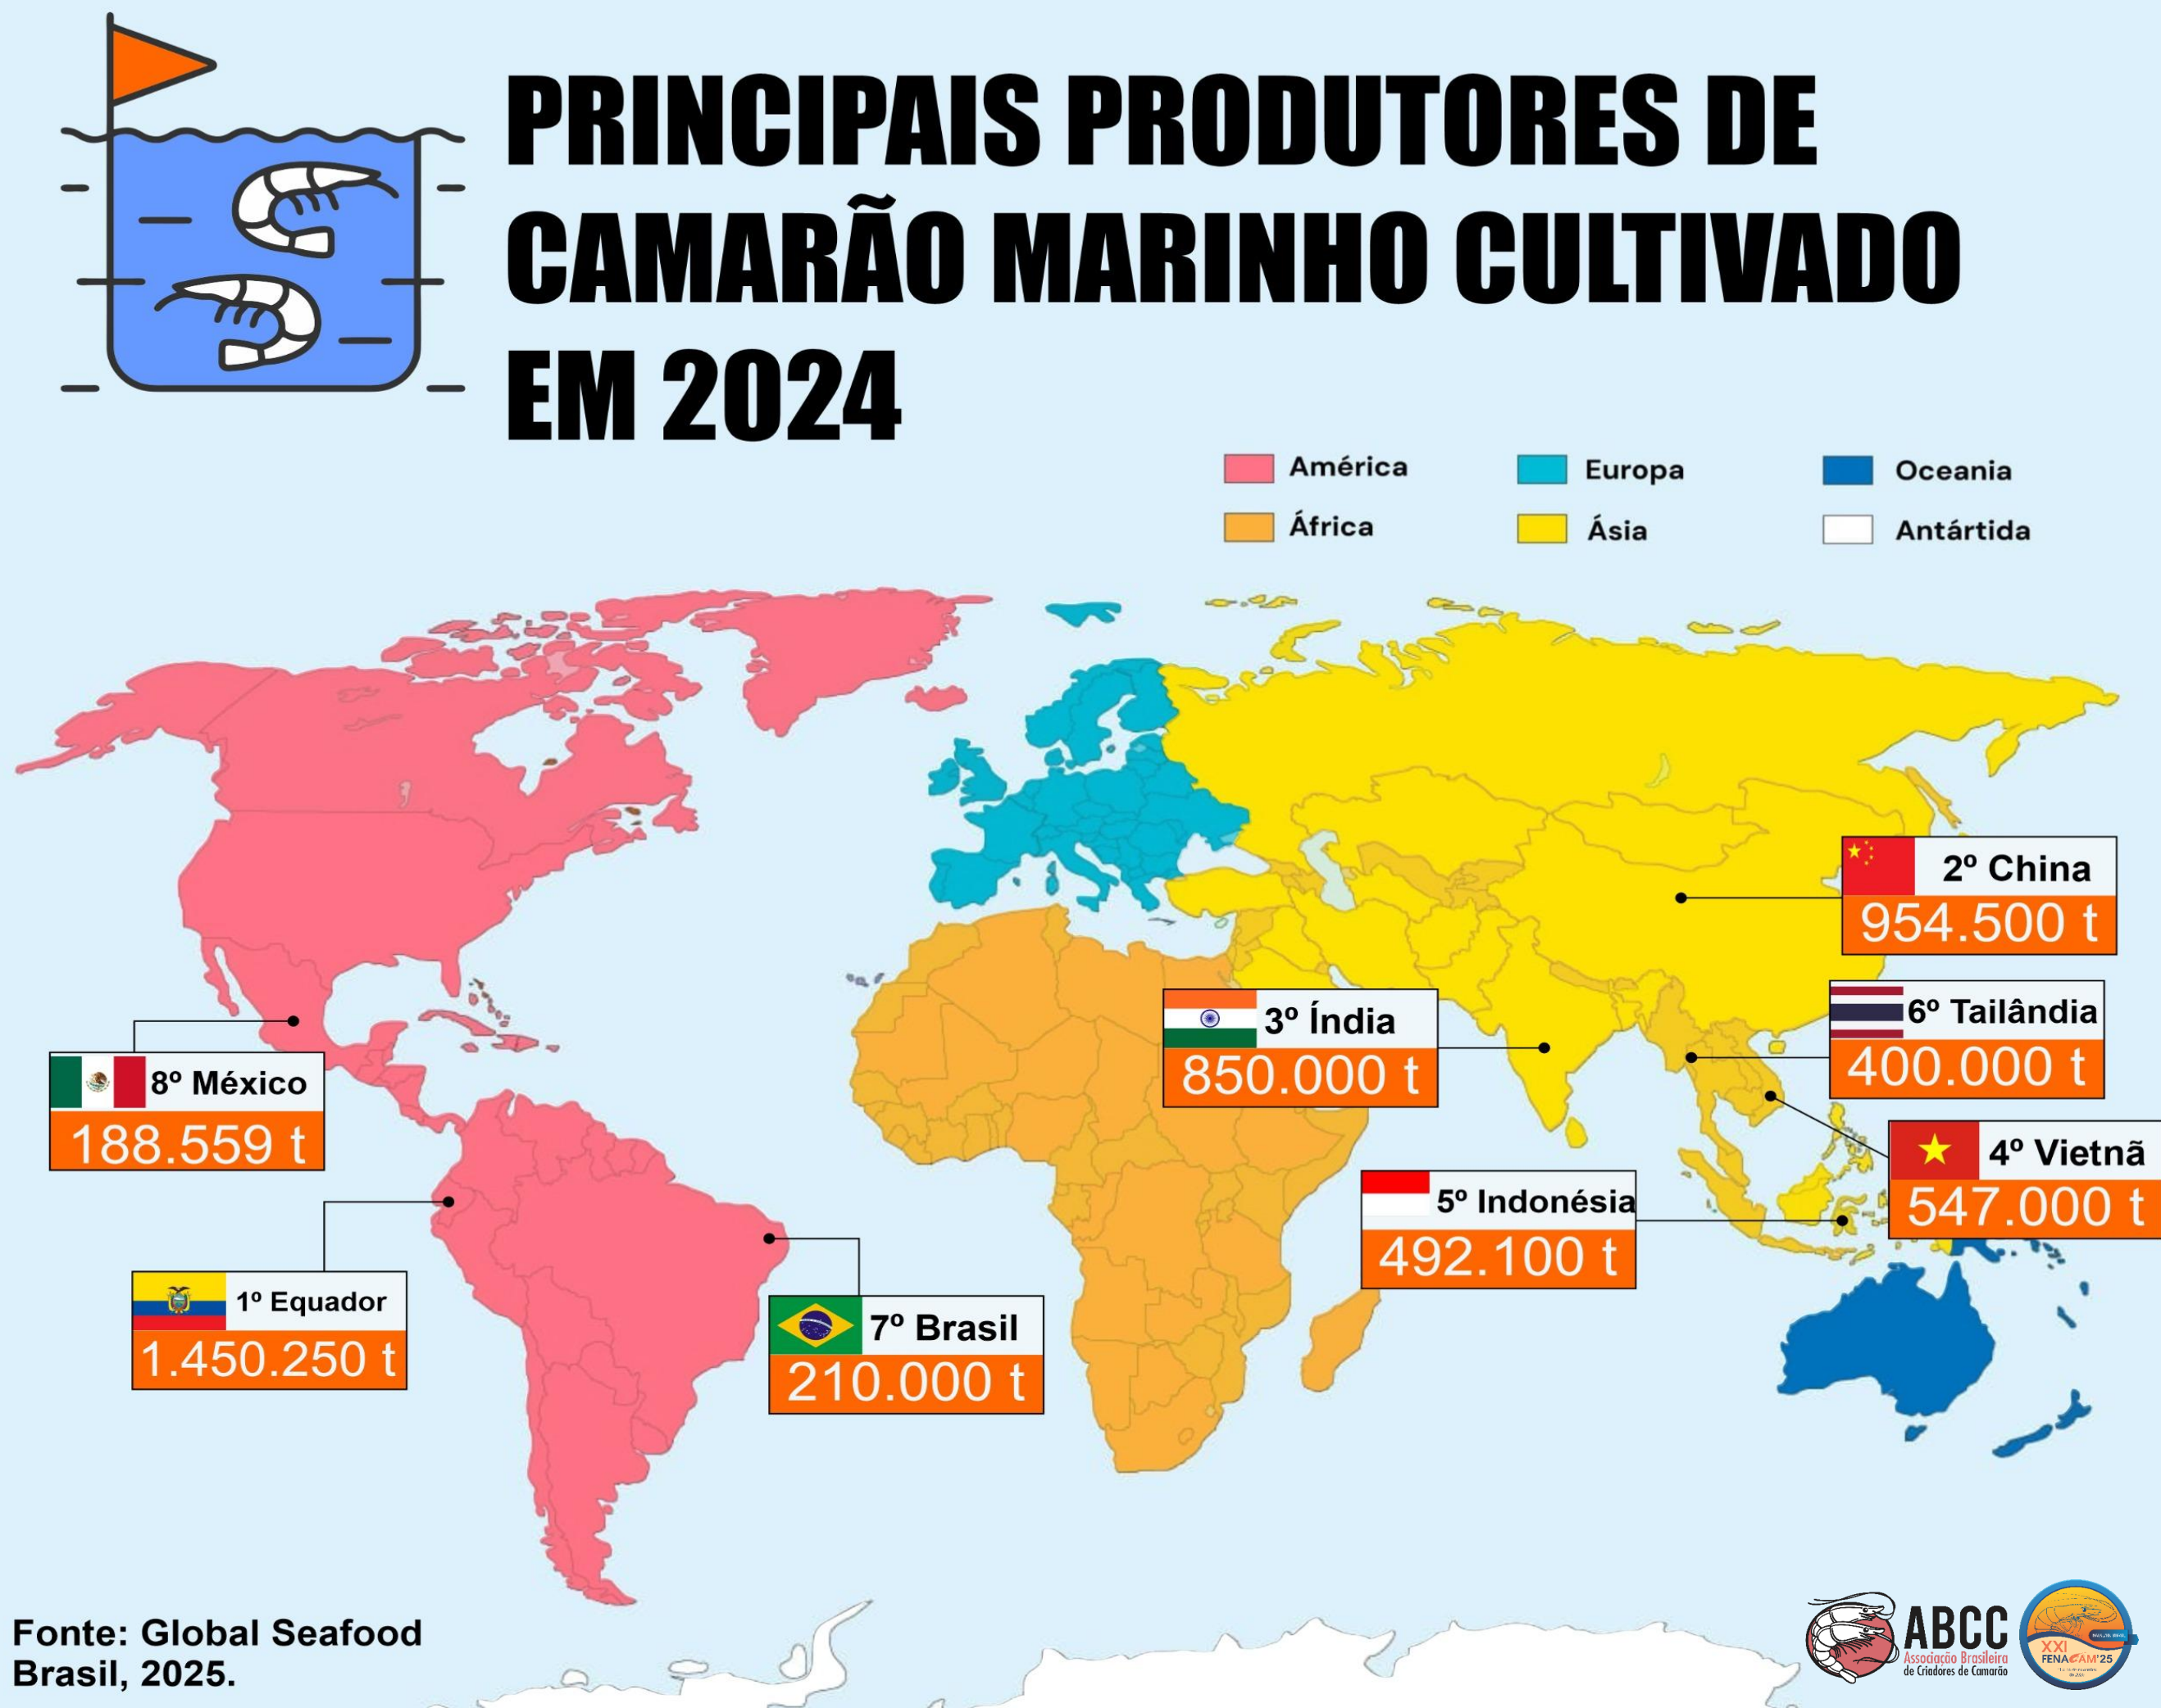 PRINCIPAIS PRODUTORES DE
CAMARÃO MARINHO CULTIVADO
EM 2024
América
Europa
Oceania
África
Ásia
Antártida
2º China
954.500 t
3º Índia
850.000 t
6º Tailândia
400.000 t
8º México
188.559 t
4º Vietnã
547.000 t
5º Indonésia
492.100 t
1º Equador
1.450.250 t
7º Brasil
210.000 t
Fonte: Global Seafood
Brasil, 2025.
ABCC
Associação Brasileira
de Criadores de Camarão
XXI
FENACAM'25